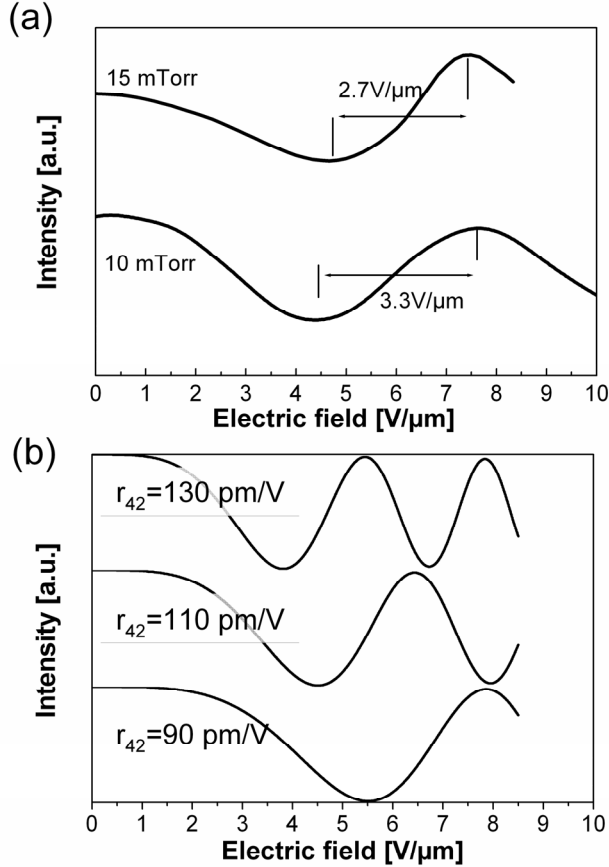 (a)
Intensity [a.u.]
15 mTorr
2.7V/µm
10 mTorr
3.3V/µm
0 1 2 3 4 5 6 7 8 9 10
Electric field [V/µm]
(b)
Intensity [a.u.]
r42=130 pm/V
r42=110 pm/V
r42=90 pm/V
0 1 2 3 4 5 6 7 8 9 10
Electric field [V/µm]